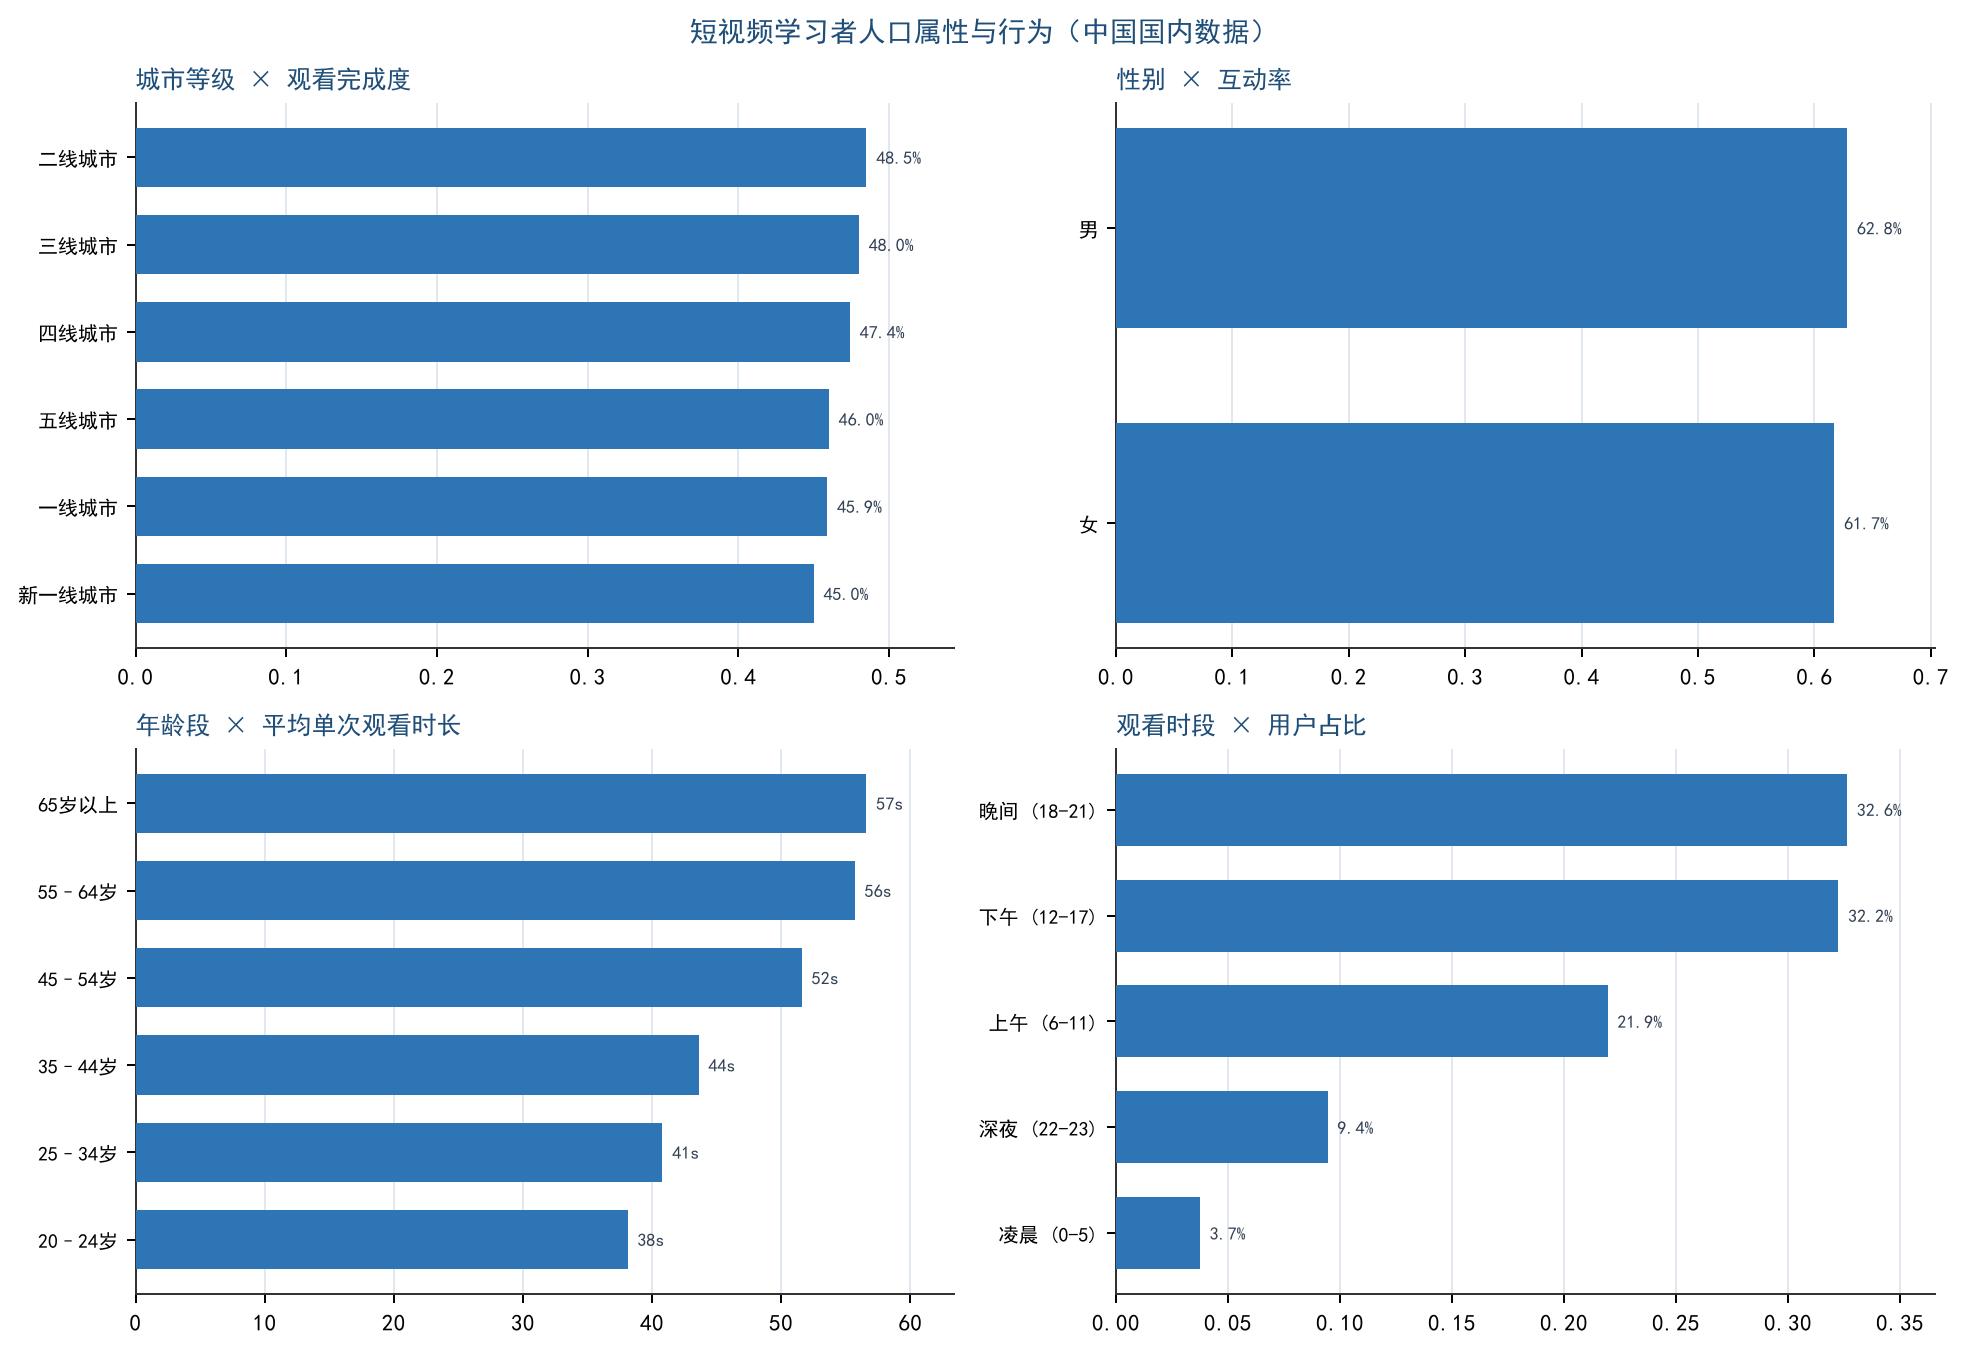 短视频学习者人口属性与行为（中国国内数据）
城市等级 × 观看完成度
二线城市 48.5%
三线城市 48.0%
四线城市 47.4%
五线城市 46.0%
一线城市 45.9%
新一线城市 45.0%
0.0 0.1 0.2 0.3 0.4 0.5
性别 × 互动率
男 62.8%
女 61.7%
0.0 0.1 0.2 0.3 0.4 0.5 0.6 0.7
年龄段 × 平均单次观看时长
65岁以上 57s
55–64岁 56s
45–54岁 52s
35–44岁 44s
25–34岁 41s
20–24岁 38s
0 10 20 30 40 50 60
观看时段 × 用户占比
晚间（18-21） 32.6%
下午（12-17） 32.2%
上午（6-11） 21.9%
深夜（22-23） 9.4%
凌晨（0-5） 3.7%
0.00 0.05 0.10 0.15 0.20 0.25 0.30 0.35